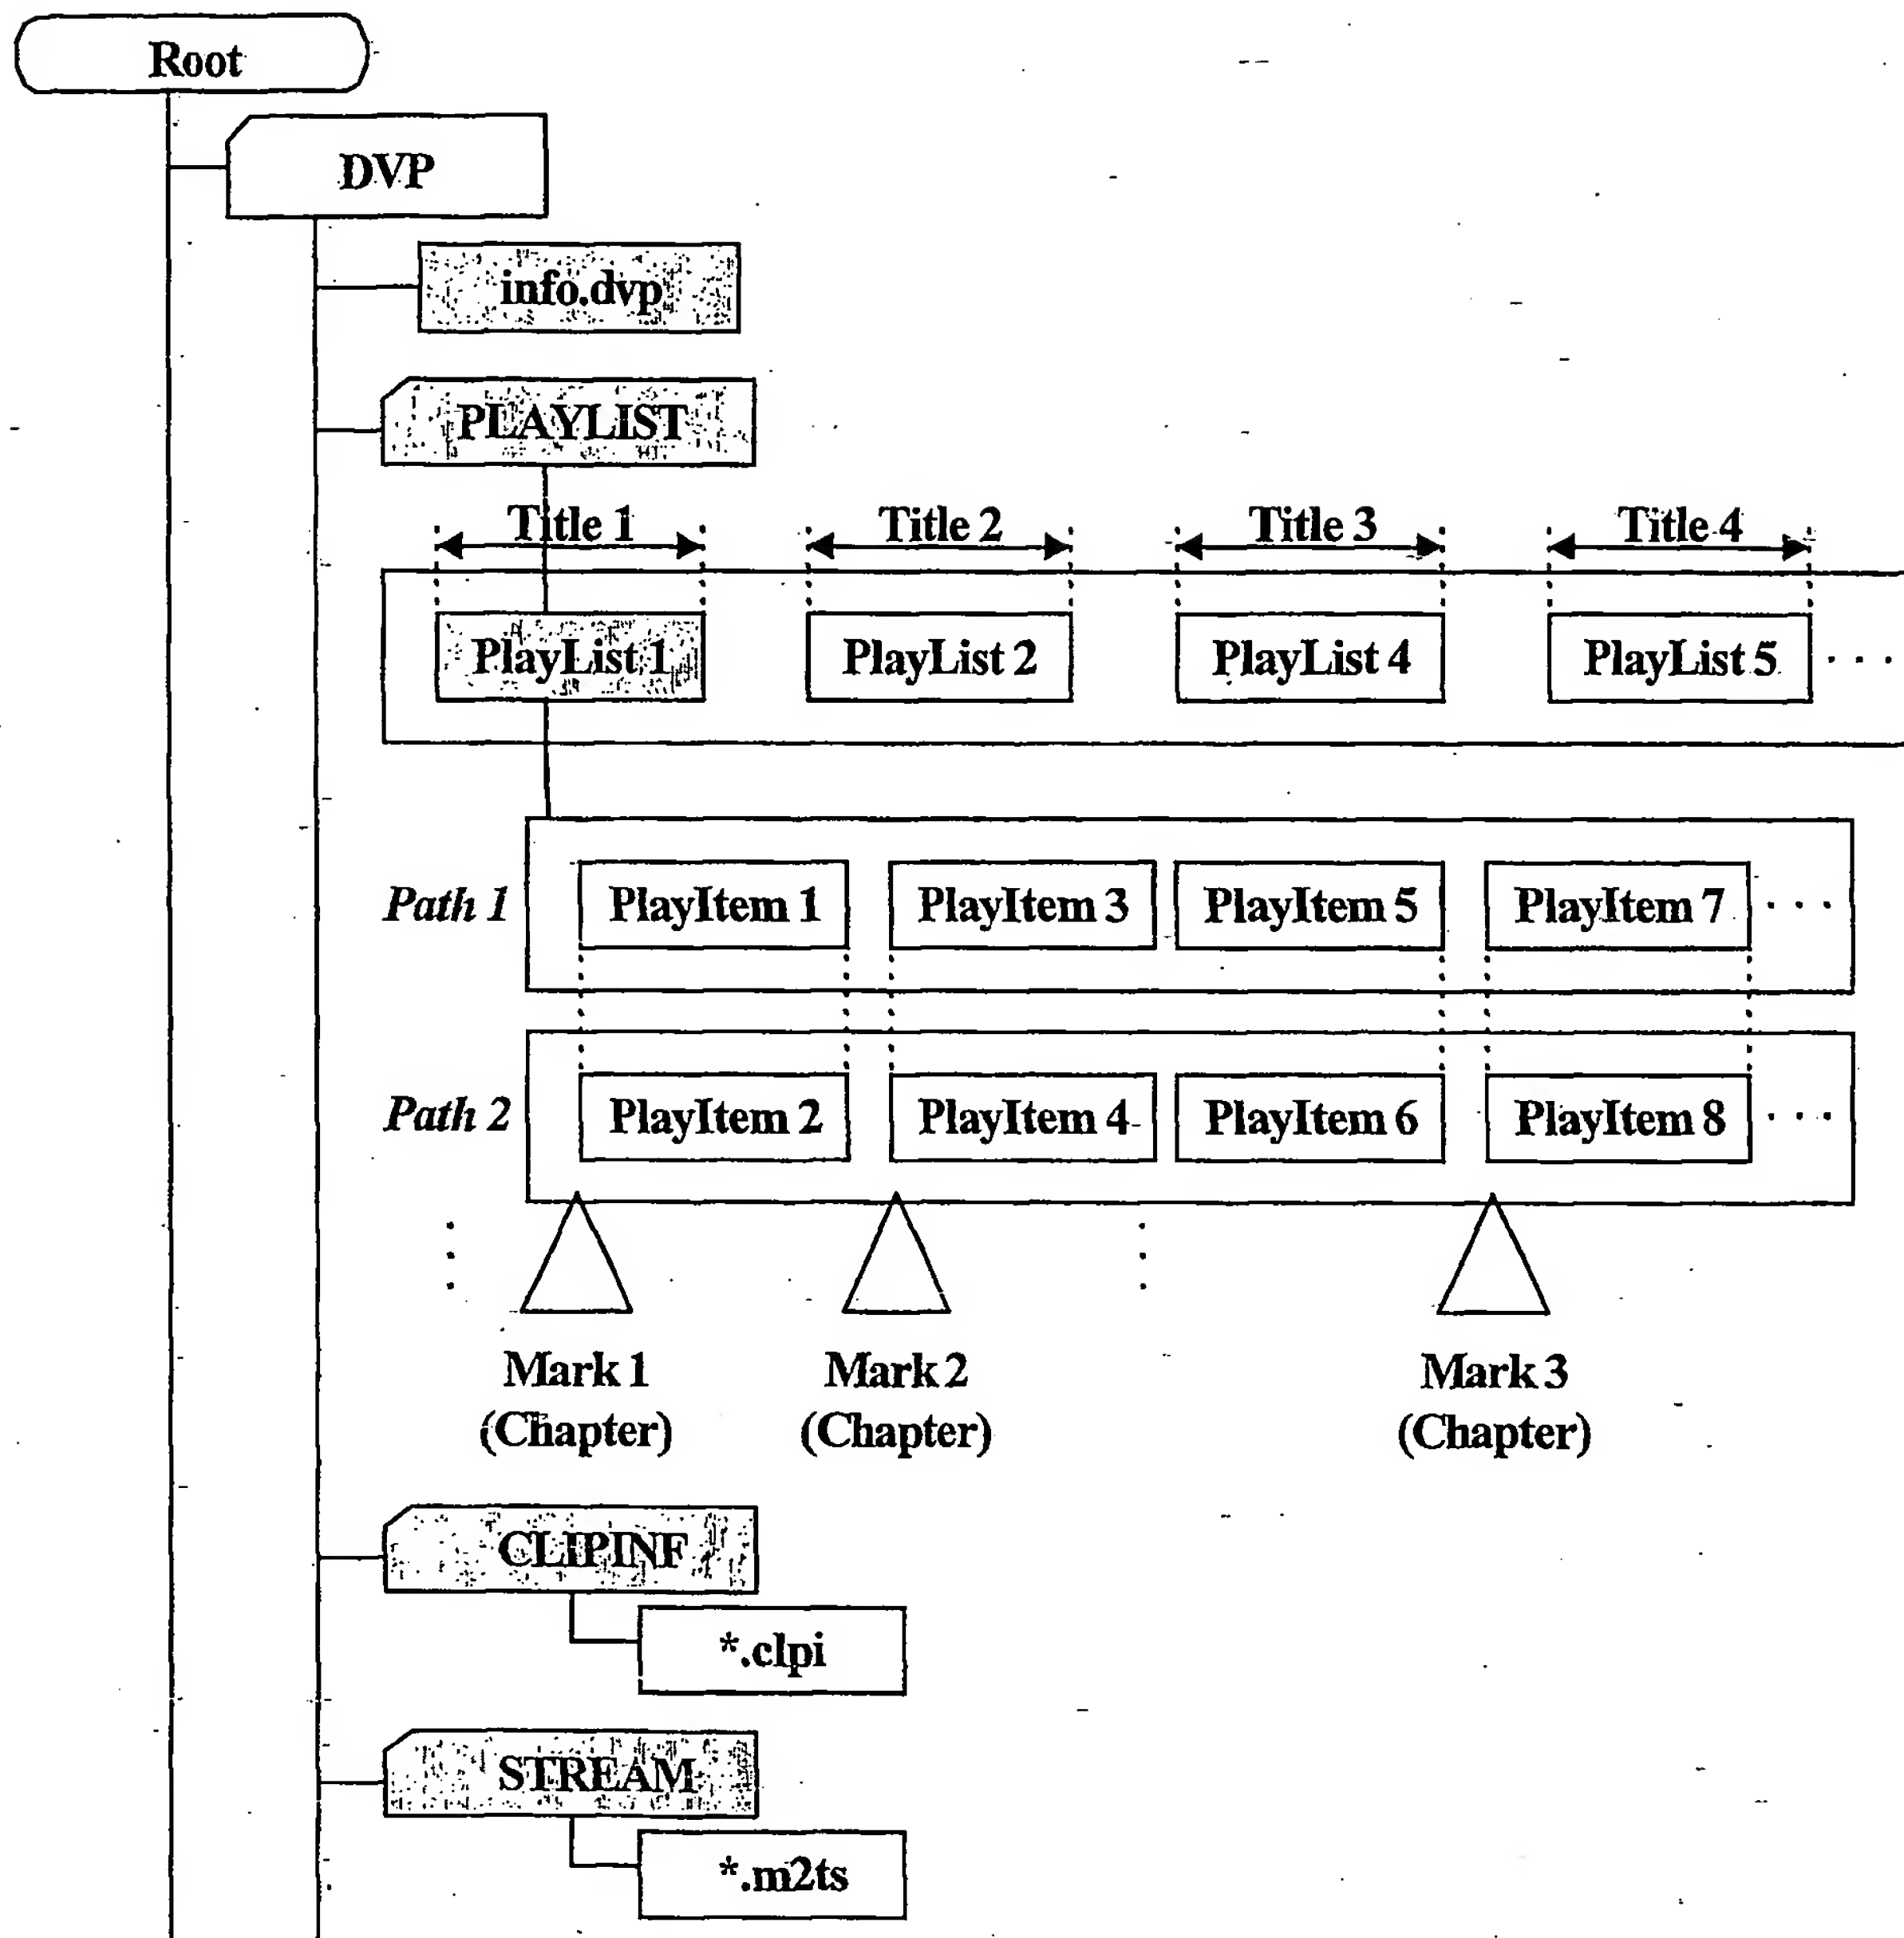 Root
DVP
info.dvp
PLAYLIST
Title 1 Title 2 Title 3 Title 4
PlayList 1 PlayList 2 PlayList 4 PlayList 5 . . .
Path 1 PlayItem 1 PlayItem 3 PlayItem 5 PlayItem 7 . . .
Path 2 PlayItem 2 PlayItem 4 PlayItem 6 PlayItem 8 . . .
Mark 1 Mark 2 Mark 3
(Chapter) (Chapter) (Chapter)
CLIPINF
*.clpi
STREAM
*.m2ts